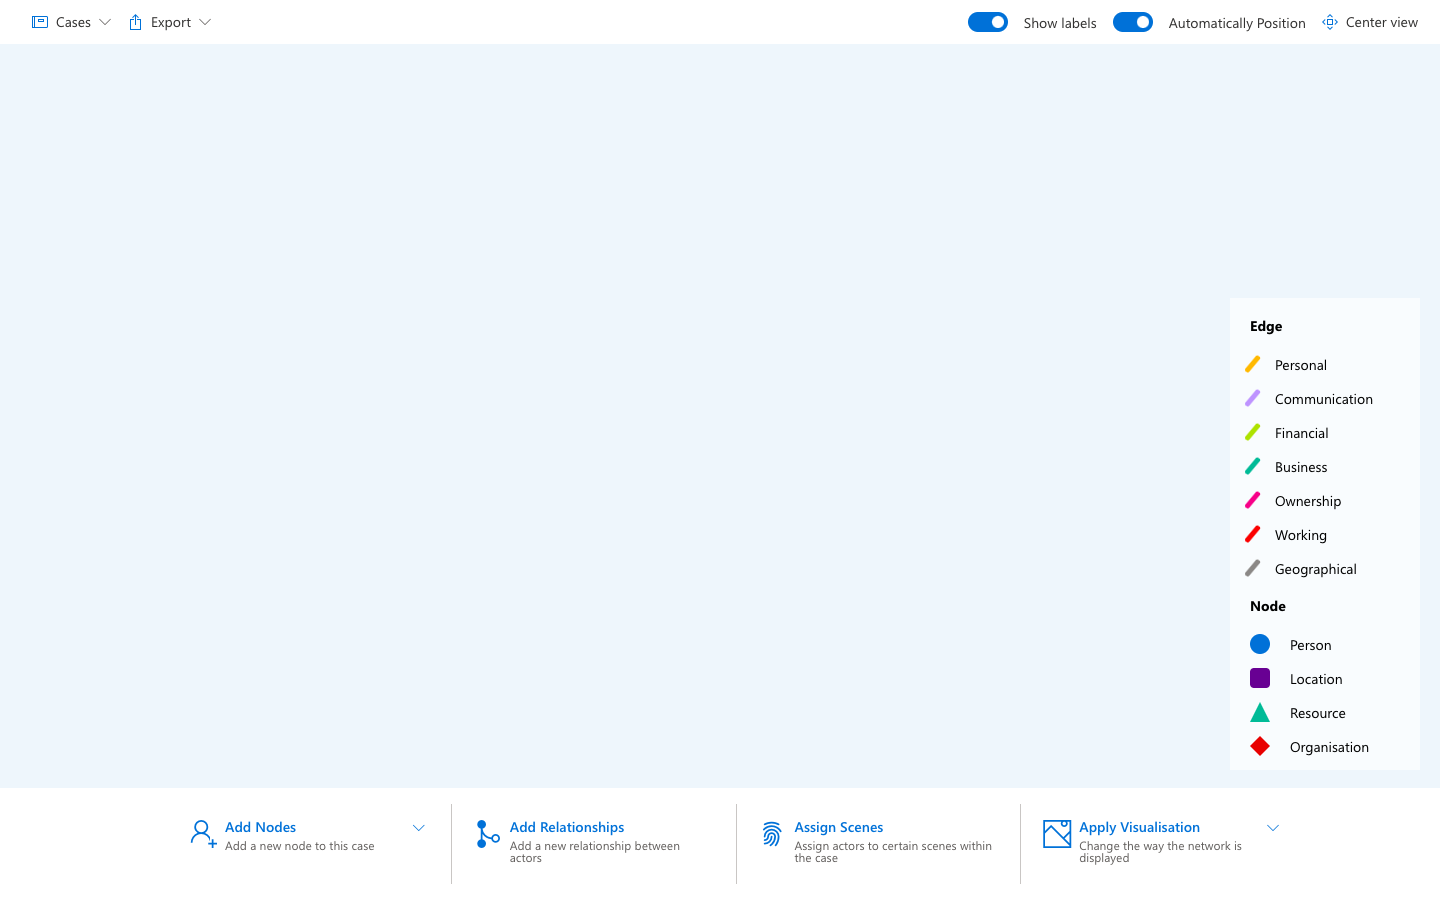 Cases
Export
Show labels
Automatically Position
Center view
Edge
Personal
Communication
Financial
Business
Ownership
Working
Geographical
Node
Person
Location
Resource
Organisation
Add Nodes
Add a new node to this case
Add Relationships
Add a new relationship between
actors
Assign Scenes
Assign actors to certain scenes within
the case
Apply Visualisation
Change the way the network is
displayed